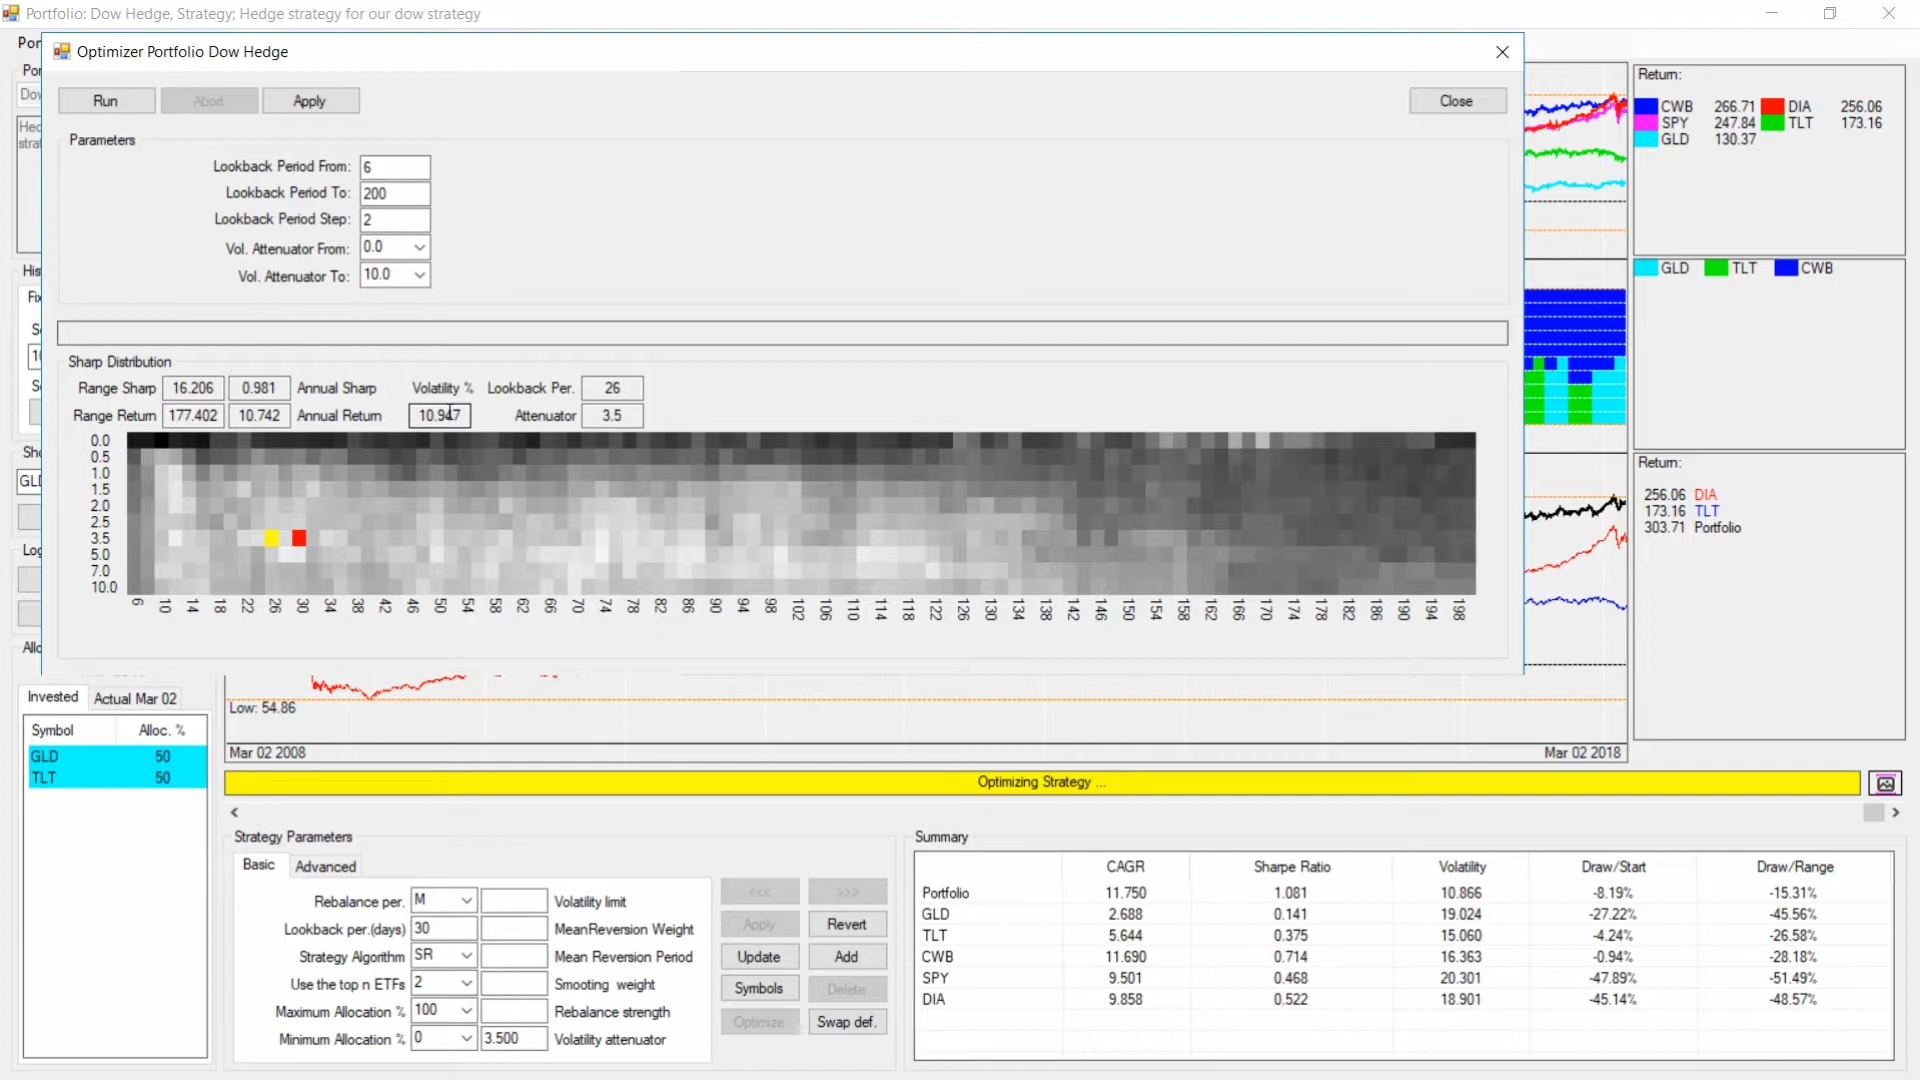 Portfolio: Dow Hedge, Strategy; Hedge strategy for our dow strategy
Optimizer Portfolio Dow Hedge
Run
Abort
Apply
Close
Parameters
Lookback Period From: 6
Lookback Period To: 200
Lookback Period Step: 2
Vol. Attenuator From: 0.0
Vol. Attenuator To: 10.0
Sharp Distribution
Range Sharp 16.206 0.981 Annual Sharp Volatility % Lookback Per. 26
Range Return 177.402 10.742 Annual Return 10.947 Attenuator 3.5
0.0
0.5
1.0
1.5
2.0
2.5
3.5
5.0
7.0
10.0
6 10 14 18 22 26 30 34 38 42 46 50 54 58 62 66 70 74 78 82 86 90 94 98 102 106 110 114 118 122 126 130 134 138 142 146 150 154 158 162 166 170 174 178 182 186 190 194 198
Return:
CWB 266.71 DIA 256.06
SPY 247.84 TLT 173.16
GLD 130.37
GLD TLT CWB
Return:
256.06 DIA
173.16 TLT
303.71 Portfolio
Low: 54.86
Mar 02 2008 Mar 02 2018
Optimizing Strategy ...
Invested Actual Mar 02
Symbol Alloc. %
GLD 50
TLT 50
Strategy Parameters
Basic Advanced
Rebalance per. M Volatility limit
Lookback per.(days) 30 MeanReversion Weight
Strategy Algorithm SR Mean Reversion Period
Use the top n ETFs 2 Smooting weight
Maximum Allocation % 100 Rebalance strength
Minimum Allocation % 0 3.500 Volatility attenuator
<<< >>>
Apply Revert
Update Add
Symbols Delete
Optimize Swap def.
Summary
CAGR Sharpe Ratio Volatility Draw/Start Draw/Range
Portfolio 11.750 1.081 10.866 -8.19% -15.31%
GLD 2.688 0.141 19.024 -27.22% -45.56%
TLT 5.644 0.375 15.060 -4.24% -26.58%
CWB 11.690 0.714 16.363 -0.94% -28.18%
SPY 9.501 0.468 20.301 -47.89% -51.49%
DIA 9.858 0.522 18.901 -45.14% -48.57%